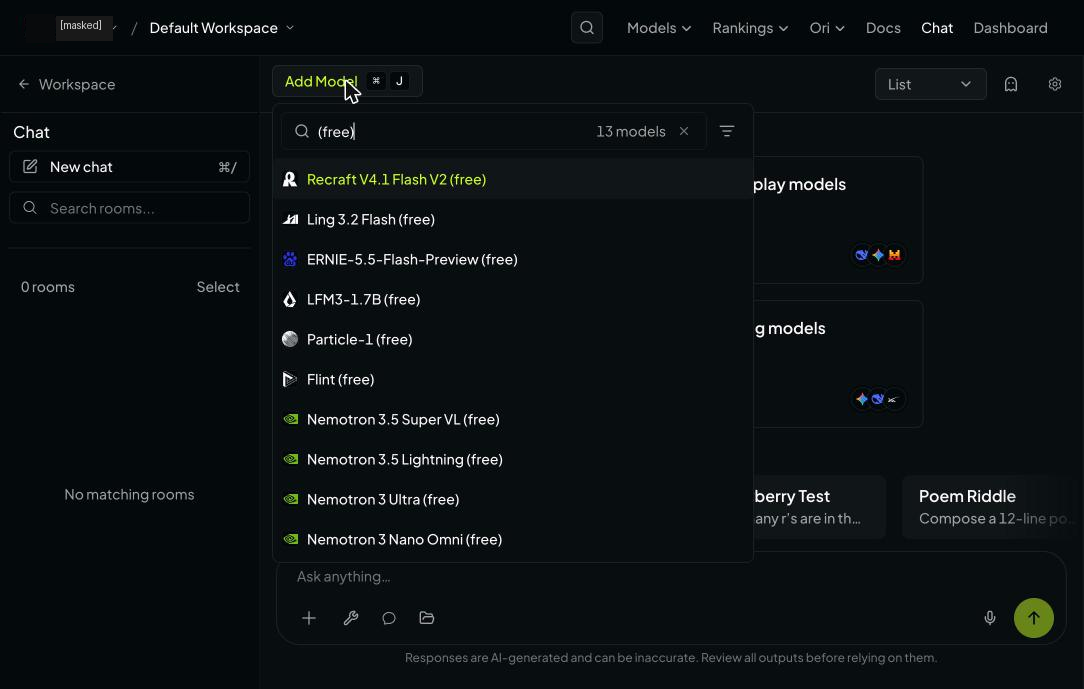 [masked] / Default Workspace
Models Rankings Ori Docs Chat Dashboard
Workspace
Add Model ⌘ J
List
Chat
New chat ⌘/
Search rooms...
0 rooms Select
No matching rooms
(free) 13 models
Recraft V4.1 Flash V2 (free)
Ling 3.2 Flash (free)
ERNIE-5.5-Flash-Preview (free)
LFM3-1.7B (free)
Particle-1 (free)
Flint (free)
Nemotron 3.5 Super VL (free)
Nemotron 3.5 Lightning (free)
Nemotron 3 Ultra (free)
Nemotron 3 Nano Omni (free)
play models
g models
berry Test
any r's are in th...
Poem Riddle
Compose a 12-line po...
Ask anything...
Responses are AI-generated and can be inaccurate. Review all outputs before relying on them.